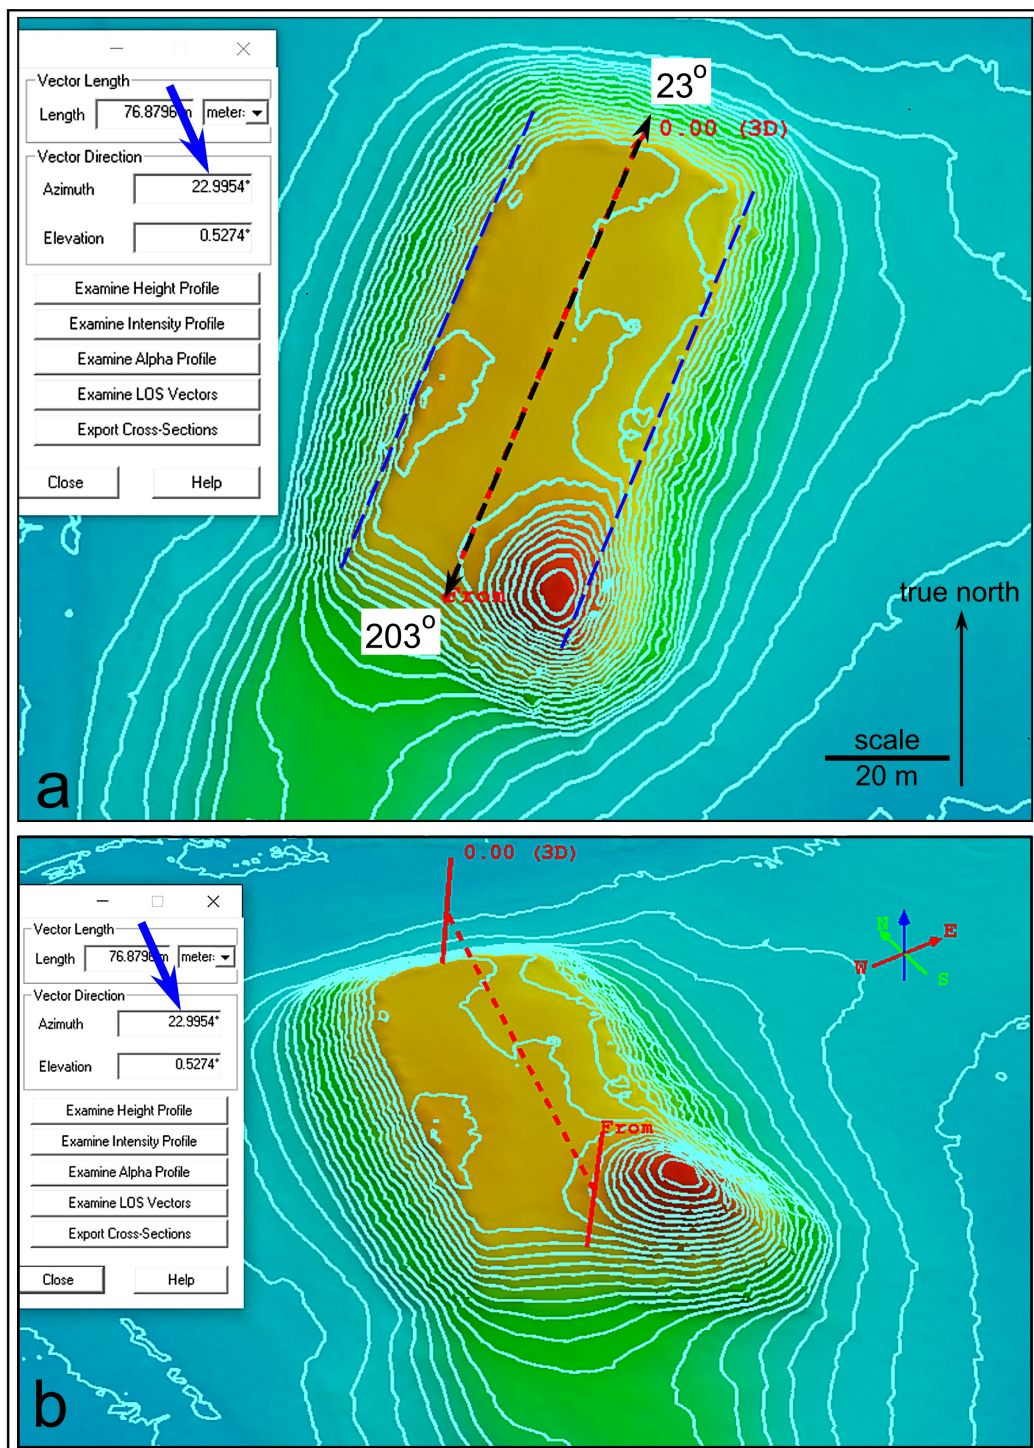 Vector Length
Length 76.8796m meter:
Vector Direction
Azimuth 22.9954°
Elevation 0.5274°
Examine Height Profile
Examine Intensity Profile
Examine Alpha Profile
Examine LOS Vectors
Export Cross-Sections
Close Help
23°
0.00 (3D)
From
203°
true north
scale
20 m
a
0.00 (3D)
Vector Length
Length 76.8796m meter:
Vector Direction
Azimuth 22.9954°
Elevation 0.5274°
Examine Height Profile
Examine Intensity Profile
Examine Alpha Profile
Examine LOS Vectors
Export Cross-Sections
Close Help
N
E
W
S
From
b